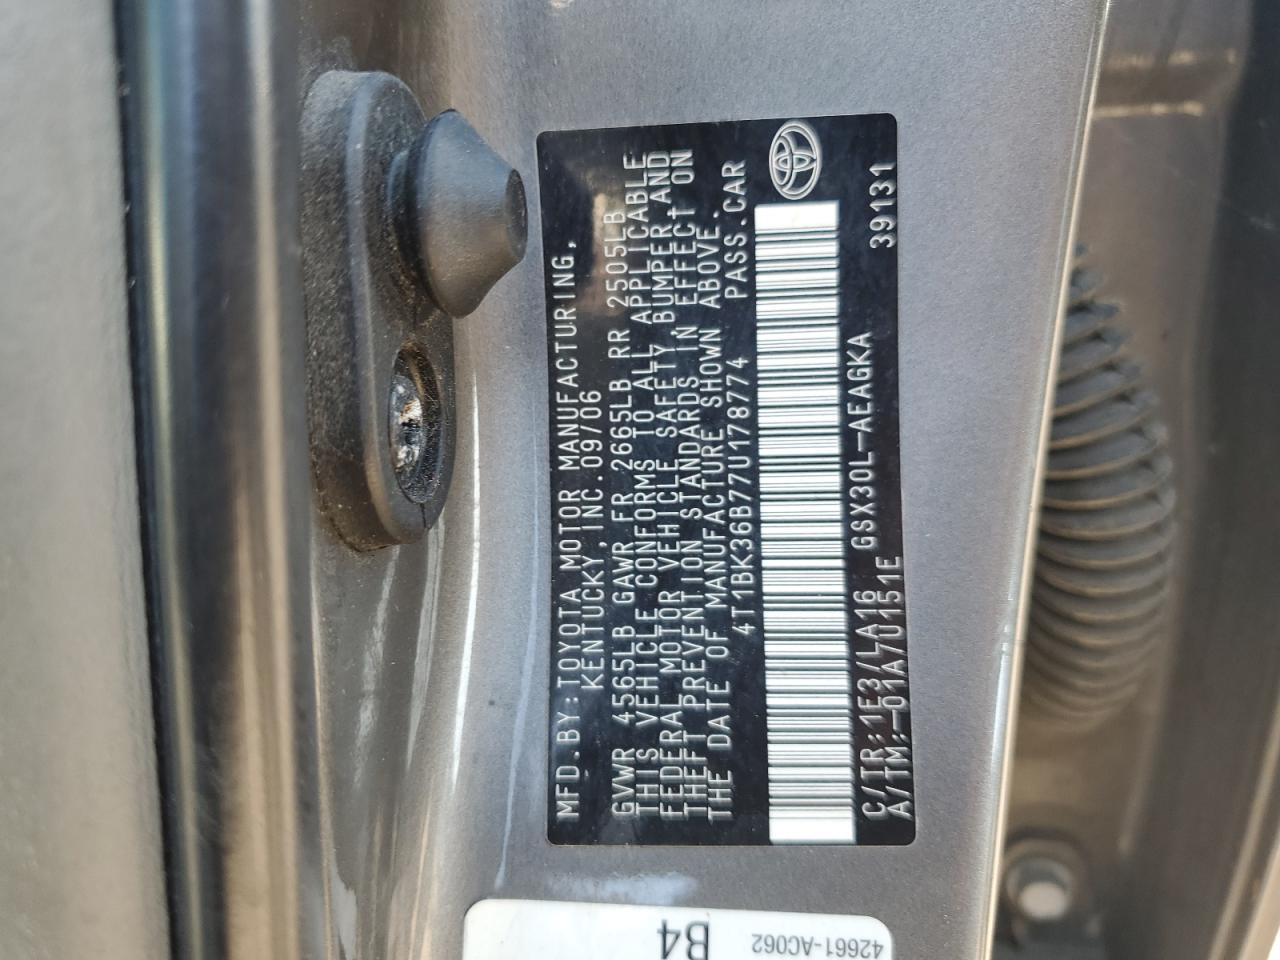 MFD.BY:TOYOTA MOTOR MANUFACTURING,
KENTUCKY, INC. 09/06
GVWR 4565LB GAWR FR 2665LB RR 2505LB
THIS VEHICLE CONFORMS TO ALL APPLICABLE
FEDERAL MOTOR VEHICLE SAFETY, BUMPER, AND
THEFT PREVENTION STANDARDS IN EFFECT ON
THE DATE OF MANUFACTURE SHOWN ABOVE.
4T1BK36B77U178774 PASS.CAR
C/TR:1E3/LA16 GSX30L-AEAGKA 39131
A/TM:-01A/U151E
B4
42661-AC062